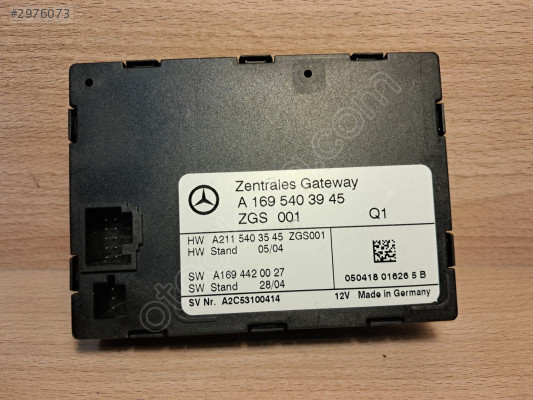 #2976073
Zentrales Gateway
A 169 540 39 45
ZGS 001 Q1
HW A211 540 35 45 ZGS001
HW Stand 05/04
SW A169 442 00 27
SW Stand 28/04
050418 01626 5 B
SV Nr. A2C53100414 12V Made in Germany